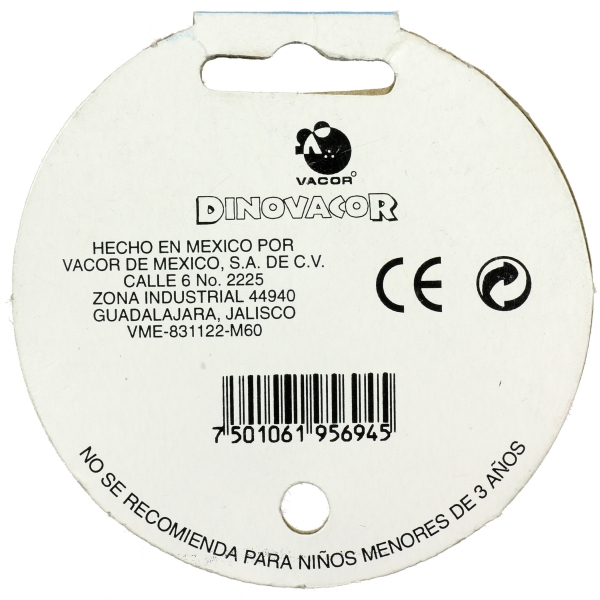 VACOR
DINOVACOR
HECHO EN MEXICO POR
VACOR DE MEXICO, S.A. DE C.V.
CALLE 6 No. 2225
ZONA INDUSTRIAL 44940
GUADALAJARA, JALISCO
VME-831122-M60
CE
7 501061 956945
NO SE RECOMIENDA PARA NIÑOS MENORES DE 3 AÑOS